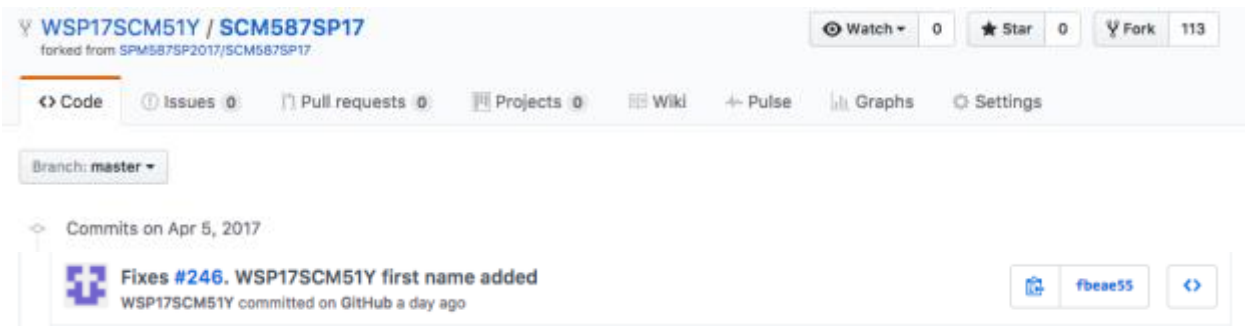 WSP17SCM51Y / SCM587SP17
Watch 0 Star 0 Fork 113
forked from SPM587SP2017/SCM587SP17
Code Issues 0 Pull requests 0 Projects 0 Wiki Pulse Graphs Settings
Branch: master
Commits on Apr 5, 2017
Fixes #246. WSP17SCM51Y first name added
fbeae55
WSP17SCM51Y committed on GitHub a day ago